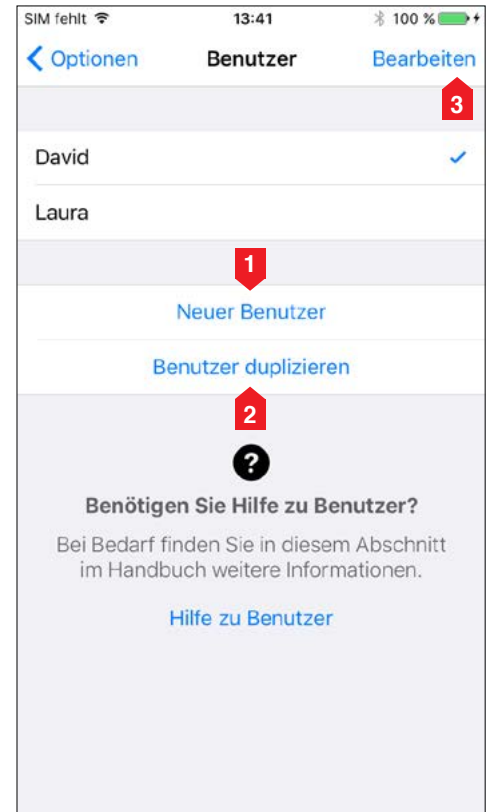 SIM fehlt 13:41 100 %
Optionen Benutzer Bearbeiten
3
David
Laura
1
Neuer Benutzer
Benutzer duplizieren
2
?
Benötigen Sie Hilfe zu Benutzer?
Bei Bedarf finden Sie in diesem Abschnitt
im Handbuch weitere Informationen.
Hilfe zu Benutzer